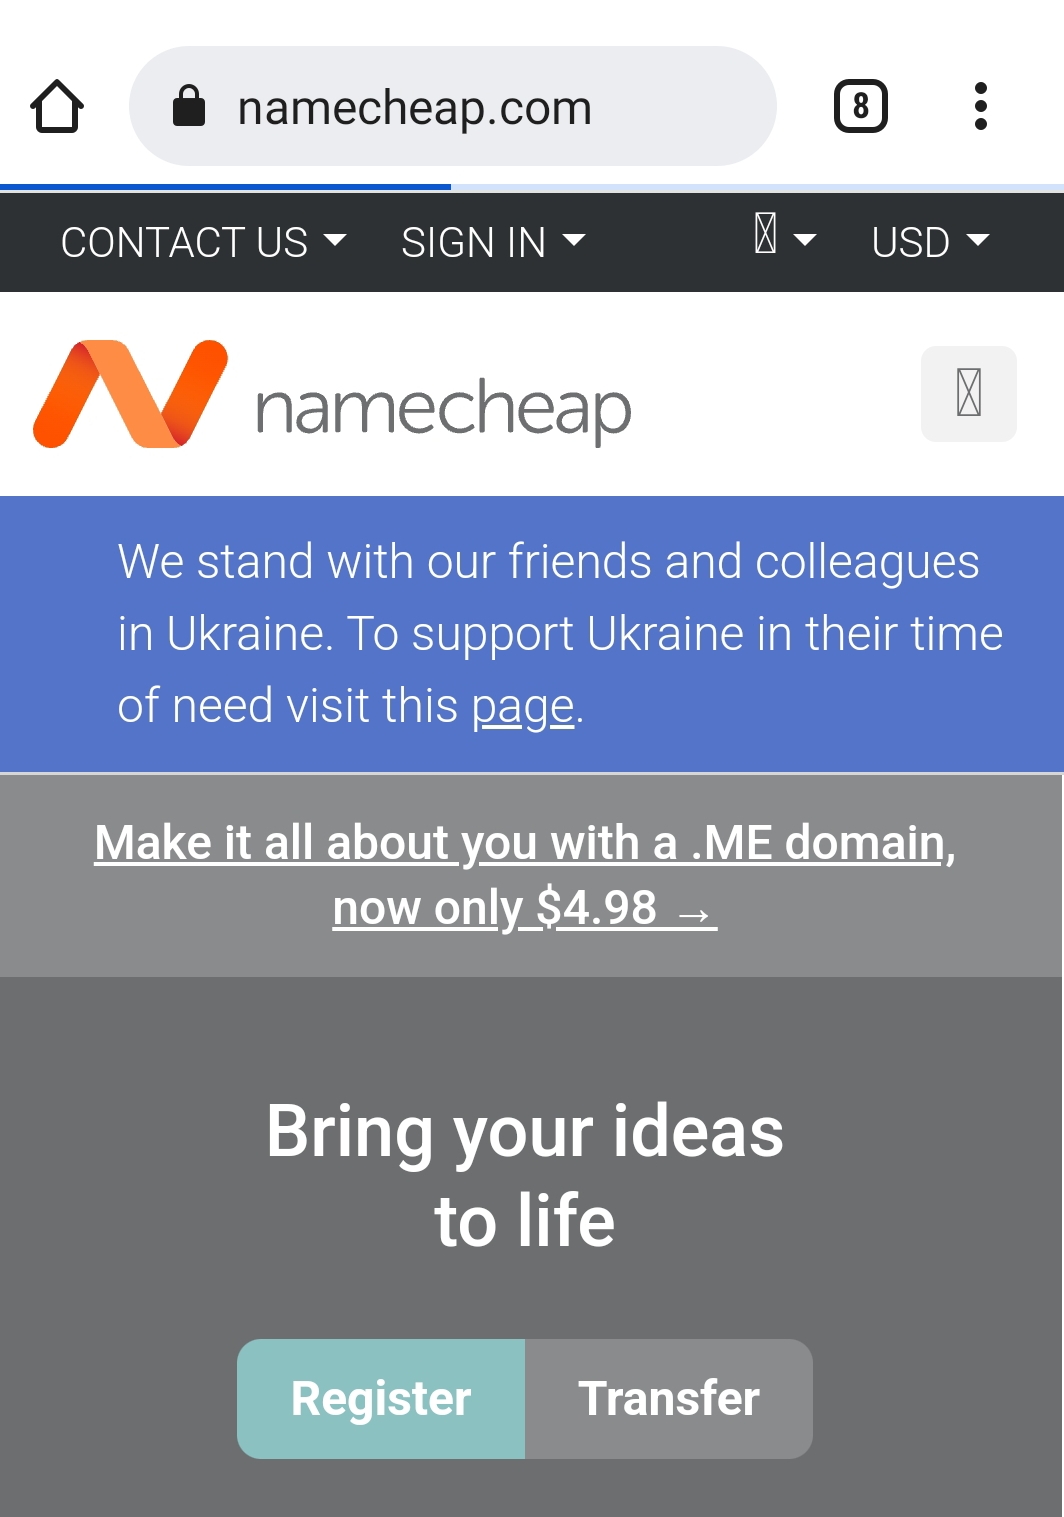 namecheap.com
8
CONTACT US
SIGN IN
USD
namecheap
We stand with our friends and colleagues
in Ukraine. To support Ukraine in their time
of need visit this page.
Make it all about you with a .ME domain,
now only $4.98 →
Bring your ideas
to life
Register
Transfer